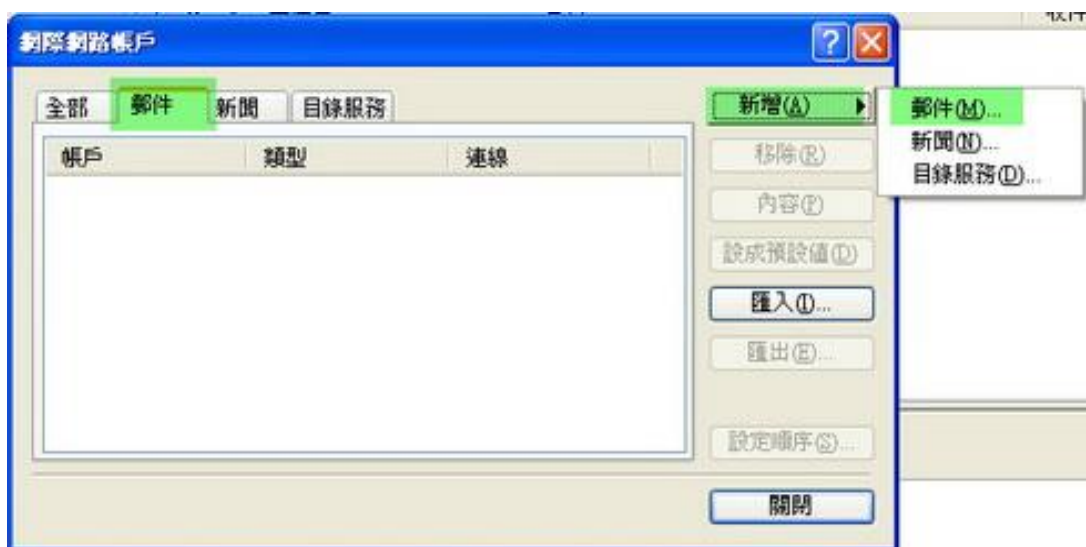 網際網路帳戶
全部 郵件 新聞 目錄服務
帳戶 類型 連線
新增(A)
移除(R)
內容(P)
設成預設值(D)
匯入(I)...
匯出(E)...
設定順序(S)...
關閉
郵件(M)...
新聞(N)...
目錄服務(D)...